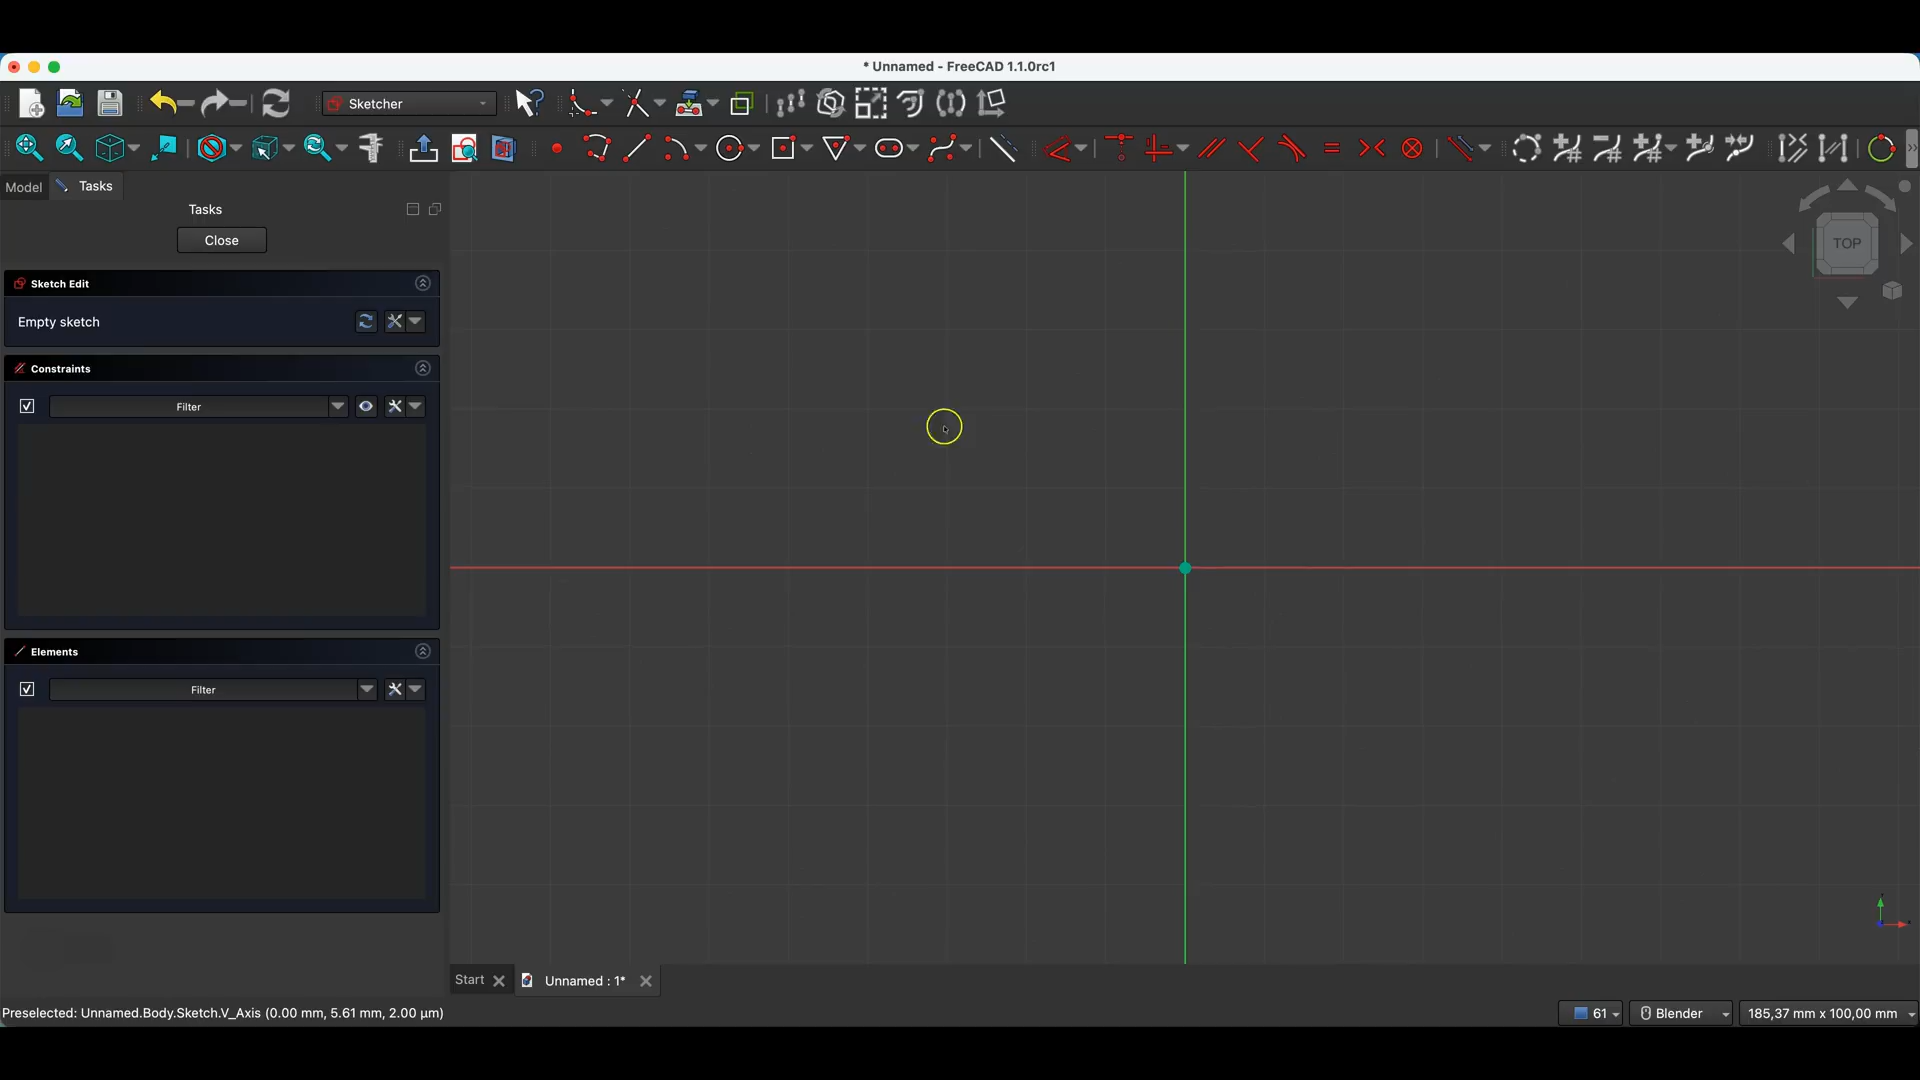 * Unnamed - FreeCAD 1.1.0rc1
Sketcher
Model
Tasks
Tasks
Close
Sketch Edit
Empty sketch
Constraints
Filter
Elements
Filter
TOP
Start
Unnamed : 1*
Preselected: Unnamed.Body.Sketch.V_Axis (0.00 mm, 5.61 mm, 2.00 μm)
61
Blender
185,37 mm x 100,00 mm